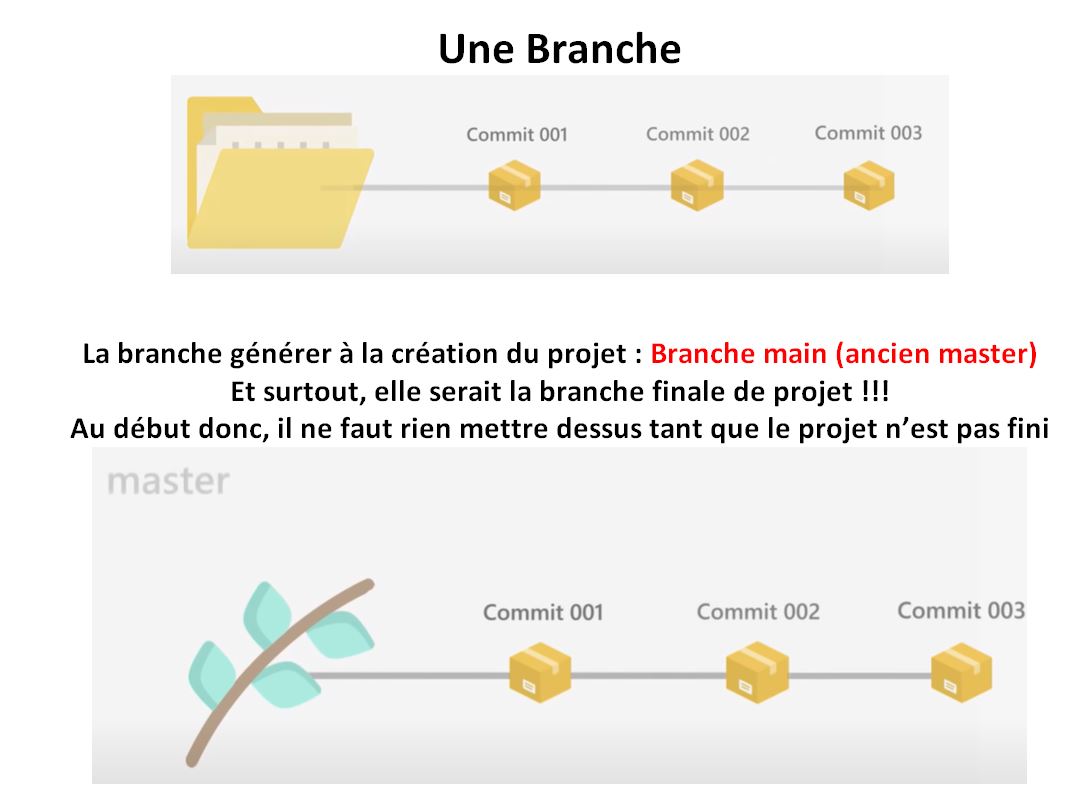 Une Branche
Commit 001
Commit 002
Commit 003
La branche générer à la création du projet : Branche main (ancien master)
Et surtout, elle serait la branche finale de projet !!!
Au début donc, il ne faut rien mettre dessus tant que le projet n’est pas fini
master
Commit 001
Commit 002
Commit 003